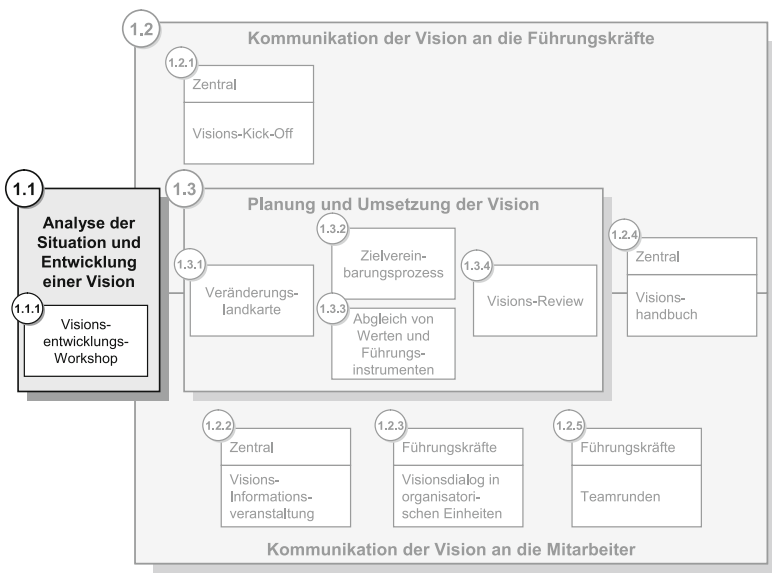 1.2
Kommunikation der Vision an die Führungskräfte
1.2.1
Zentral
Visions-Kick-Off
1.1
Analyse der
Situation und
Entwicklung
einer Vision
1.1.1
Visions-
entwicklungs-
Workshop
1.3
Planung und Umsetzung der Vision
1.3.1
Veränderungs-
landkarte
1.3.2
Zielverein-
barungsprozess
1.3.3
Abgleich von
Werten und
Führungs-
instrumenten
1.3.4
Visions-Review
1.2.4
Zentral
Visions-
handbuch
1.2.2
Zentral
Visions-
Informations-
veranstaltung
1.2.3
Führungskräfte
Visionsdialog in
organisatori-
schen Einheiten
1.2.5
Führungskräfte
Teamrunden
Kommunikation der Vision an die Mitarbeiter